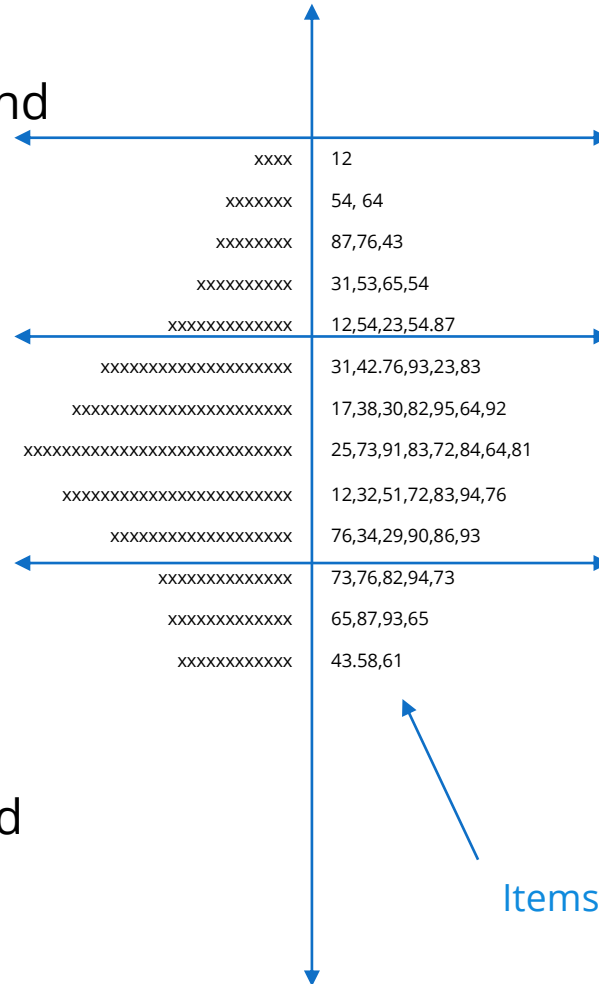 nd
xxxx 12
xxxxxxx 54, 64
xxxxxxxx 87,76,43
xxxxxxxxxx 31,53,65,54
xxxxxxxxxxxxx 12,54,23,54.87
xxxxxxxxxxxxxxxxxxxx 31,42.76,93,23,83
xxxxxxxxxxxxxxxxxxxxxxx 17,38,30,82,95,64,92
xxxxxxxxxxxxxxxxxxxxxxxxxxxx 25,73,91,83,72,84,64,81
xxxxxxxxxxxxxxxxxxxxxxxx 12,32,51,72,83,94,76
xxxxxxxxxxxxxxxxxxx 76,34,29,90,86,93
xxxxxxxxxxxxxx 73,76,82,94,73
xxxxxxxxxxxxx 65,87,93,65
xxxxxxxxxxxx 43.58,61
d
Items